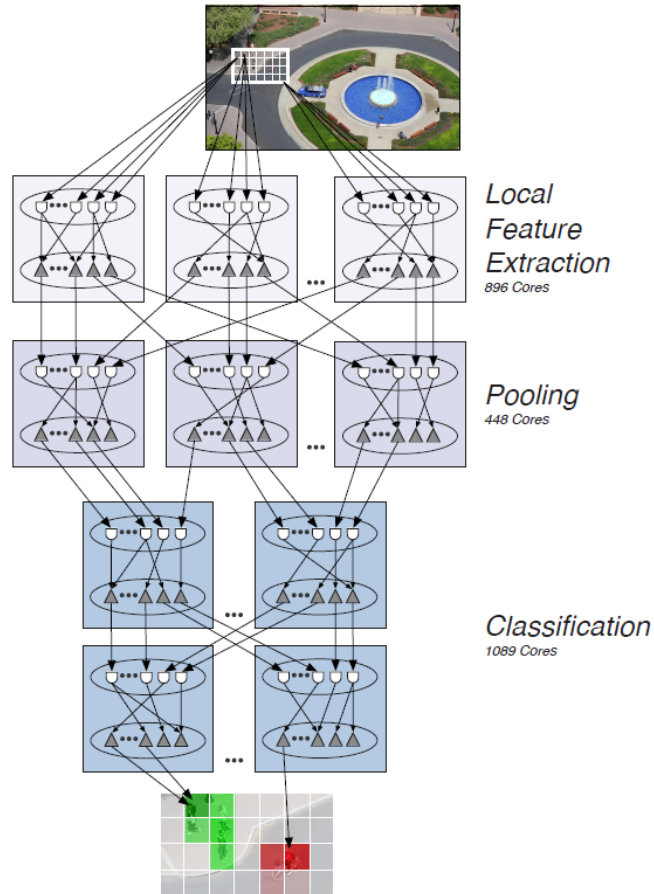 Local
Feature
Extraction
896 Cores
Pooling
448 Cores
Classification
1089 Cores